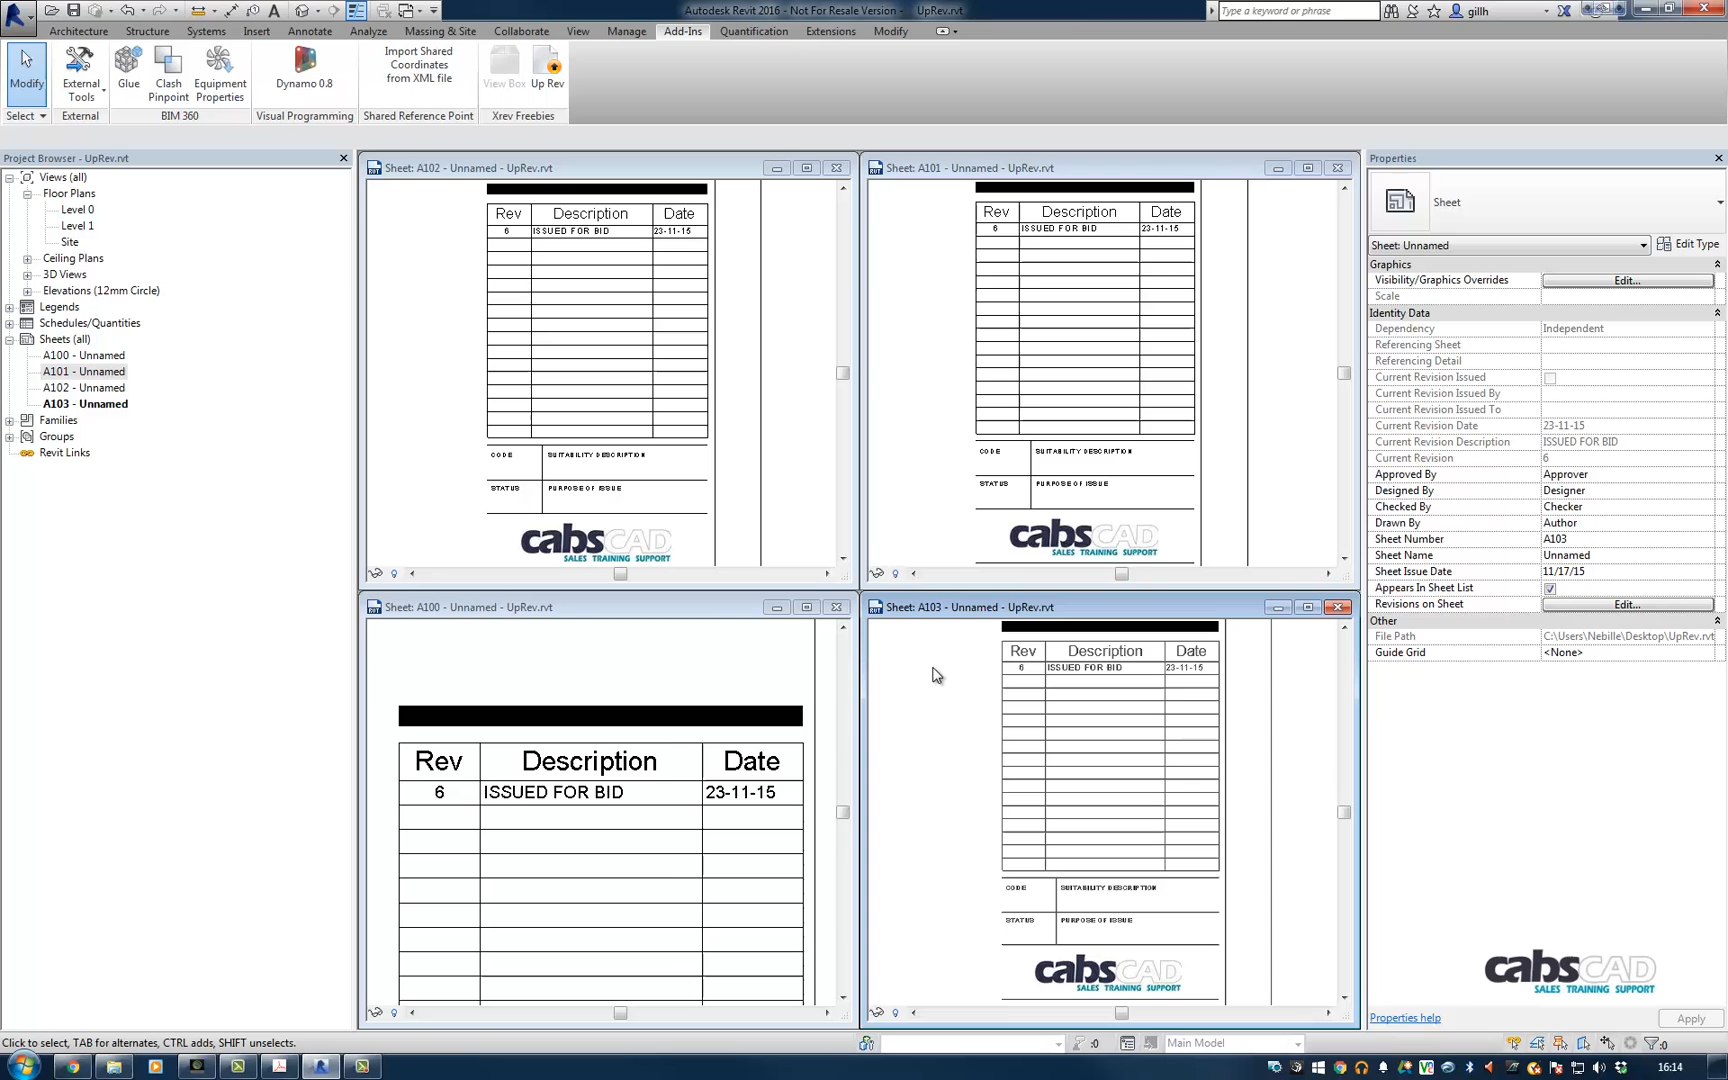 Autodesk Revit 2016 - Not For Resale Version - UpRev.rvt
Type a keyword or phrase
gillh
Architecture Structure Systems Insert Annotate Analyze Massing & Site Collaborate View Manage Add-Ins Quantification Extensions Modify
Modify
External Tools
Glue
Clash Pinpoint
Equipment Properties
Dynamo 0.8
Import Shared Coordinates from XML file
View Box
Up Rev
Select
External
BIM 360
Visual Programming
Shared Reference Point
Xrev Freebies
Project Browser - UpRev.rvt
Views (all)
Floor Plans
Level 0
Level 1
Site
Ceiling Plans
3D Views
Elevations (12mm Circle)
Legends
Schedules/Quantities
Sheets (all)
A100 - Unnamed
A101 - Unnamed
A102 - Unnamed
A103 - Unnamed
Families
Groups
Revit Links
Sheet: A102 - Unnamed - UpRev.rvt
Rev Description Date
6 ISSUED FOR BID 23-11-15
CODE SUITABILITY DESCRIPTION
STATUS PURPOSE OF ISSUE
cabsCAD
SALES TRAINING SUPPORT
Sheet: A101 - Unnamed - UpRev.rvt
Rev Description Date
6 ISSUED FOR BID 23-11-15
CODE SUITABILITY DESCRIPTION
STATUS PURPOSE OF ISSUE
cabsCAD
SALES TRAINING SUPPORT
Sheet: A100 - Unnamed - UpRev.rvt
Rev Description Date
6 ISSUED FOR BID 23-11-15
Sheet: A103 - Unnamed - UpRev.rvt
Rev Description Date
6 ISSUED FOR BID 23-11-15
CODE SUITABILITY DESCRIPTION
STATUS PURPOSE OF ISSUE
cabsCAD
SALES TRAINING SUPPORT
Properties
Sheet
Sheet: Unnamed
Edit Type
Graphics
Visibility/Graphics Overrides Edit...
Scale
Identity Data
Dependency Independent
Referencing Sheet
Referencing Detail
Current Revision Issued
Current Revision Issued By
Current Revision Issued To
Current Revision Date 23-11-15
Current Revision Description ISSUED FOR BID
Current Revision 6
Approved By Approver
Designed By Designer
Checked By Checker
Drawn By Author
Sheet Number A103
Sheet Name Unnamed
Sheet Issue Date 11/17/15
Appears In Sheet List
Revisions on Sheet Edit...
Other
File Path C:\Users\Nebille\Desktop\UpRev.rvt
Guide Grid <None>
cabsCAD
SALES TRAINING SUPPORT
Properties help
Apply
Click to select, TAB for alternates, CTRL adds, SHIFT unselects.
:0
Main Model
:0
16:14